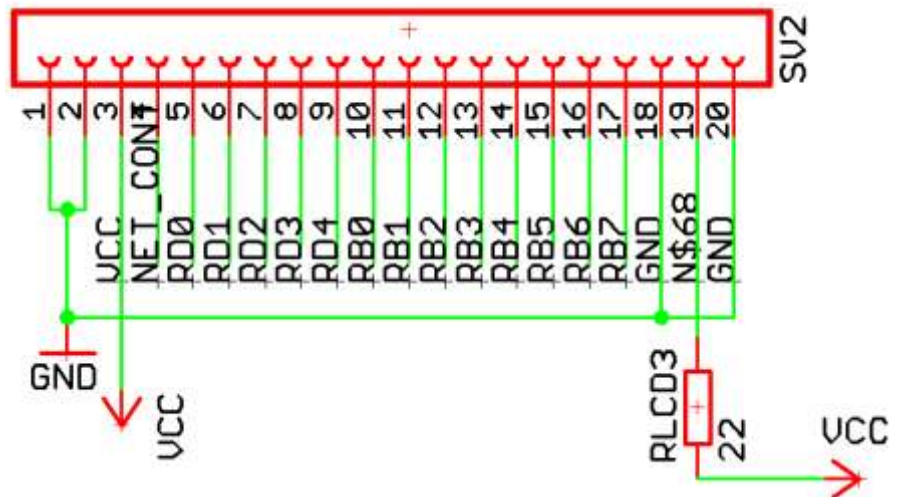 SV2
1
2
3
4
5
6
7
8
9
10
11
12
13
14
15
16
17
18
19
20
VCC
NET_CONT
RD0
RD1
RD2
RD3
RD4
RB0
RB1
RB2
RB3
RB4
RB5
RB6
RB7
GND
N$68
GND
GND
VCC
RLCD3
22
VCC